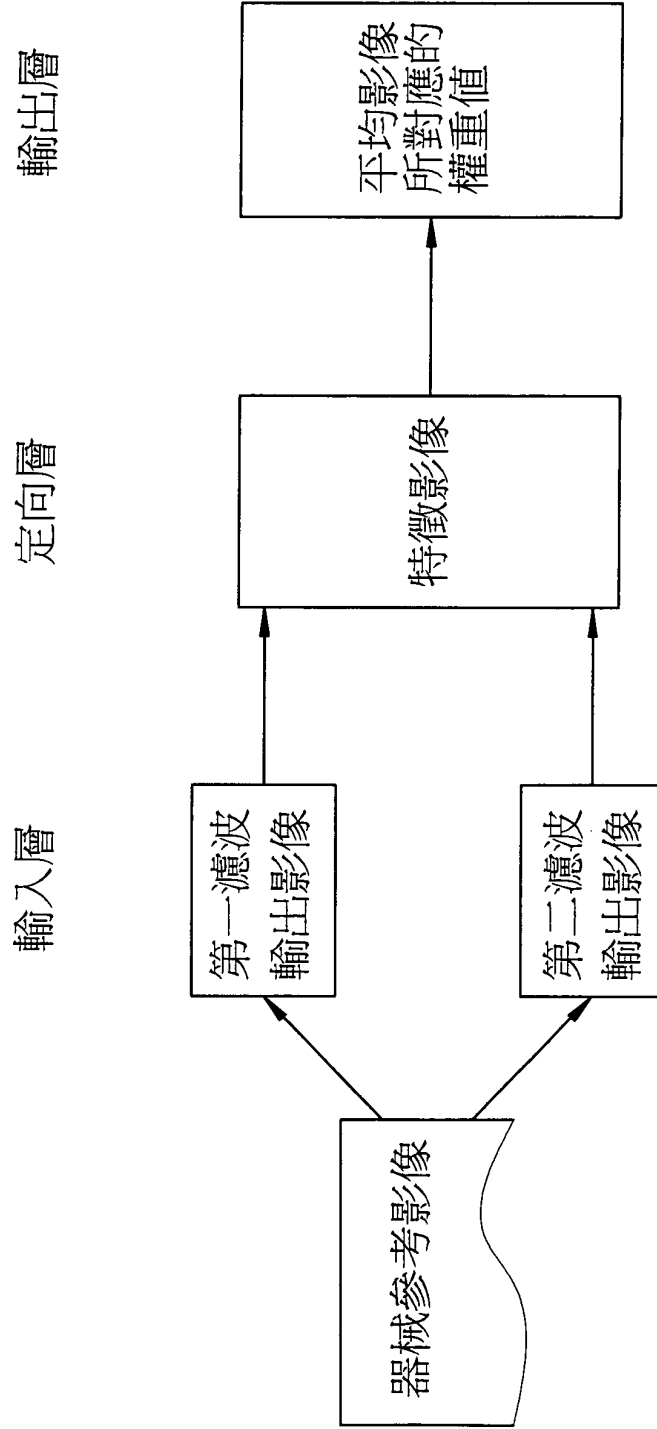 輸入層
定向層
輸出層
器械參考影像
第一濾波
輸出影像
第二濾波
輸出影像
特徵影像
平均影像
所對應的
權重值